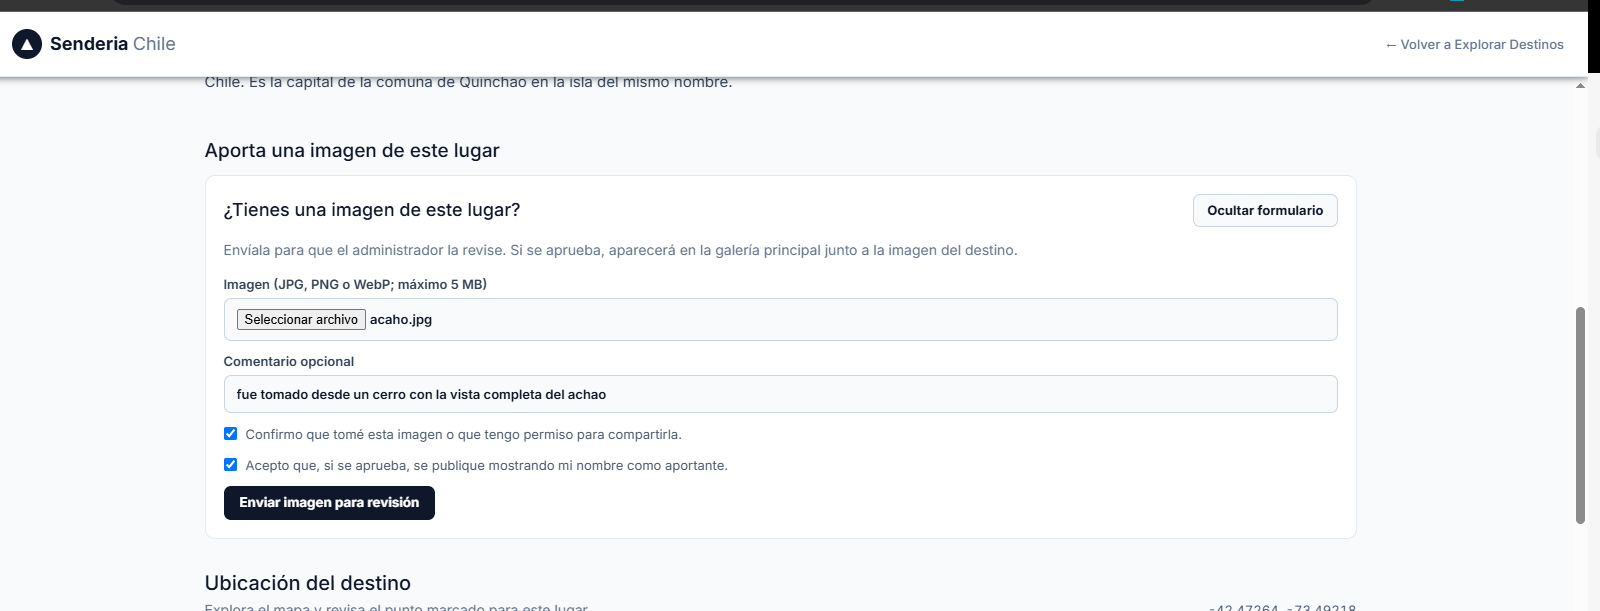 Senderia Chile
← Volver a Explorar Destinos
Chile. Es la capital de la comuna de Quinchao en la isla del mismo nombre.
Aporta una imagen de este lugar
¿Tienes una imagen de este lugar?
Ocultar formulario
Envíala para que el administrador la revise. Si se aprueba, aparecerá en la galería principal junto a la imagen del destino.
Imagen (JPG, PNG o WebP; máximo 5 MB)
Seleccionar archivo acaho.jpg
Comentario opcional
fue tomado desde un cerro con la vista completa del achao
Confirmo que tomé esta imagen o que tengo permiso para compartirla.
Acepto que, si se aprueba, se publique mostrando mi nombre como aportante.
Enviar imagen para revisión
Ubicación del destino
Explora el mapa y revisa el punto marcado para este lugar.
-42.47264, -73.49218